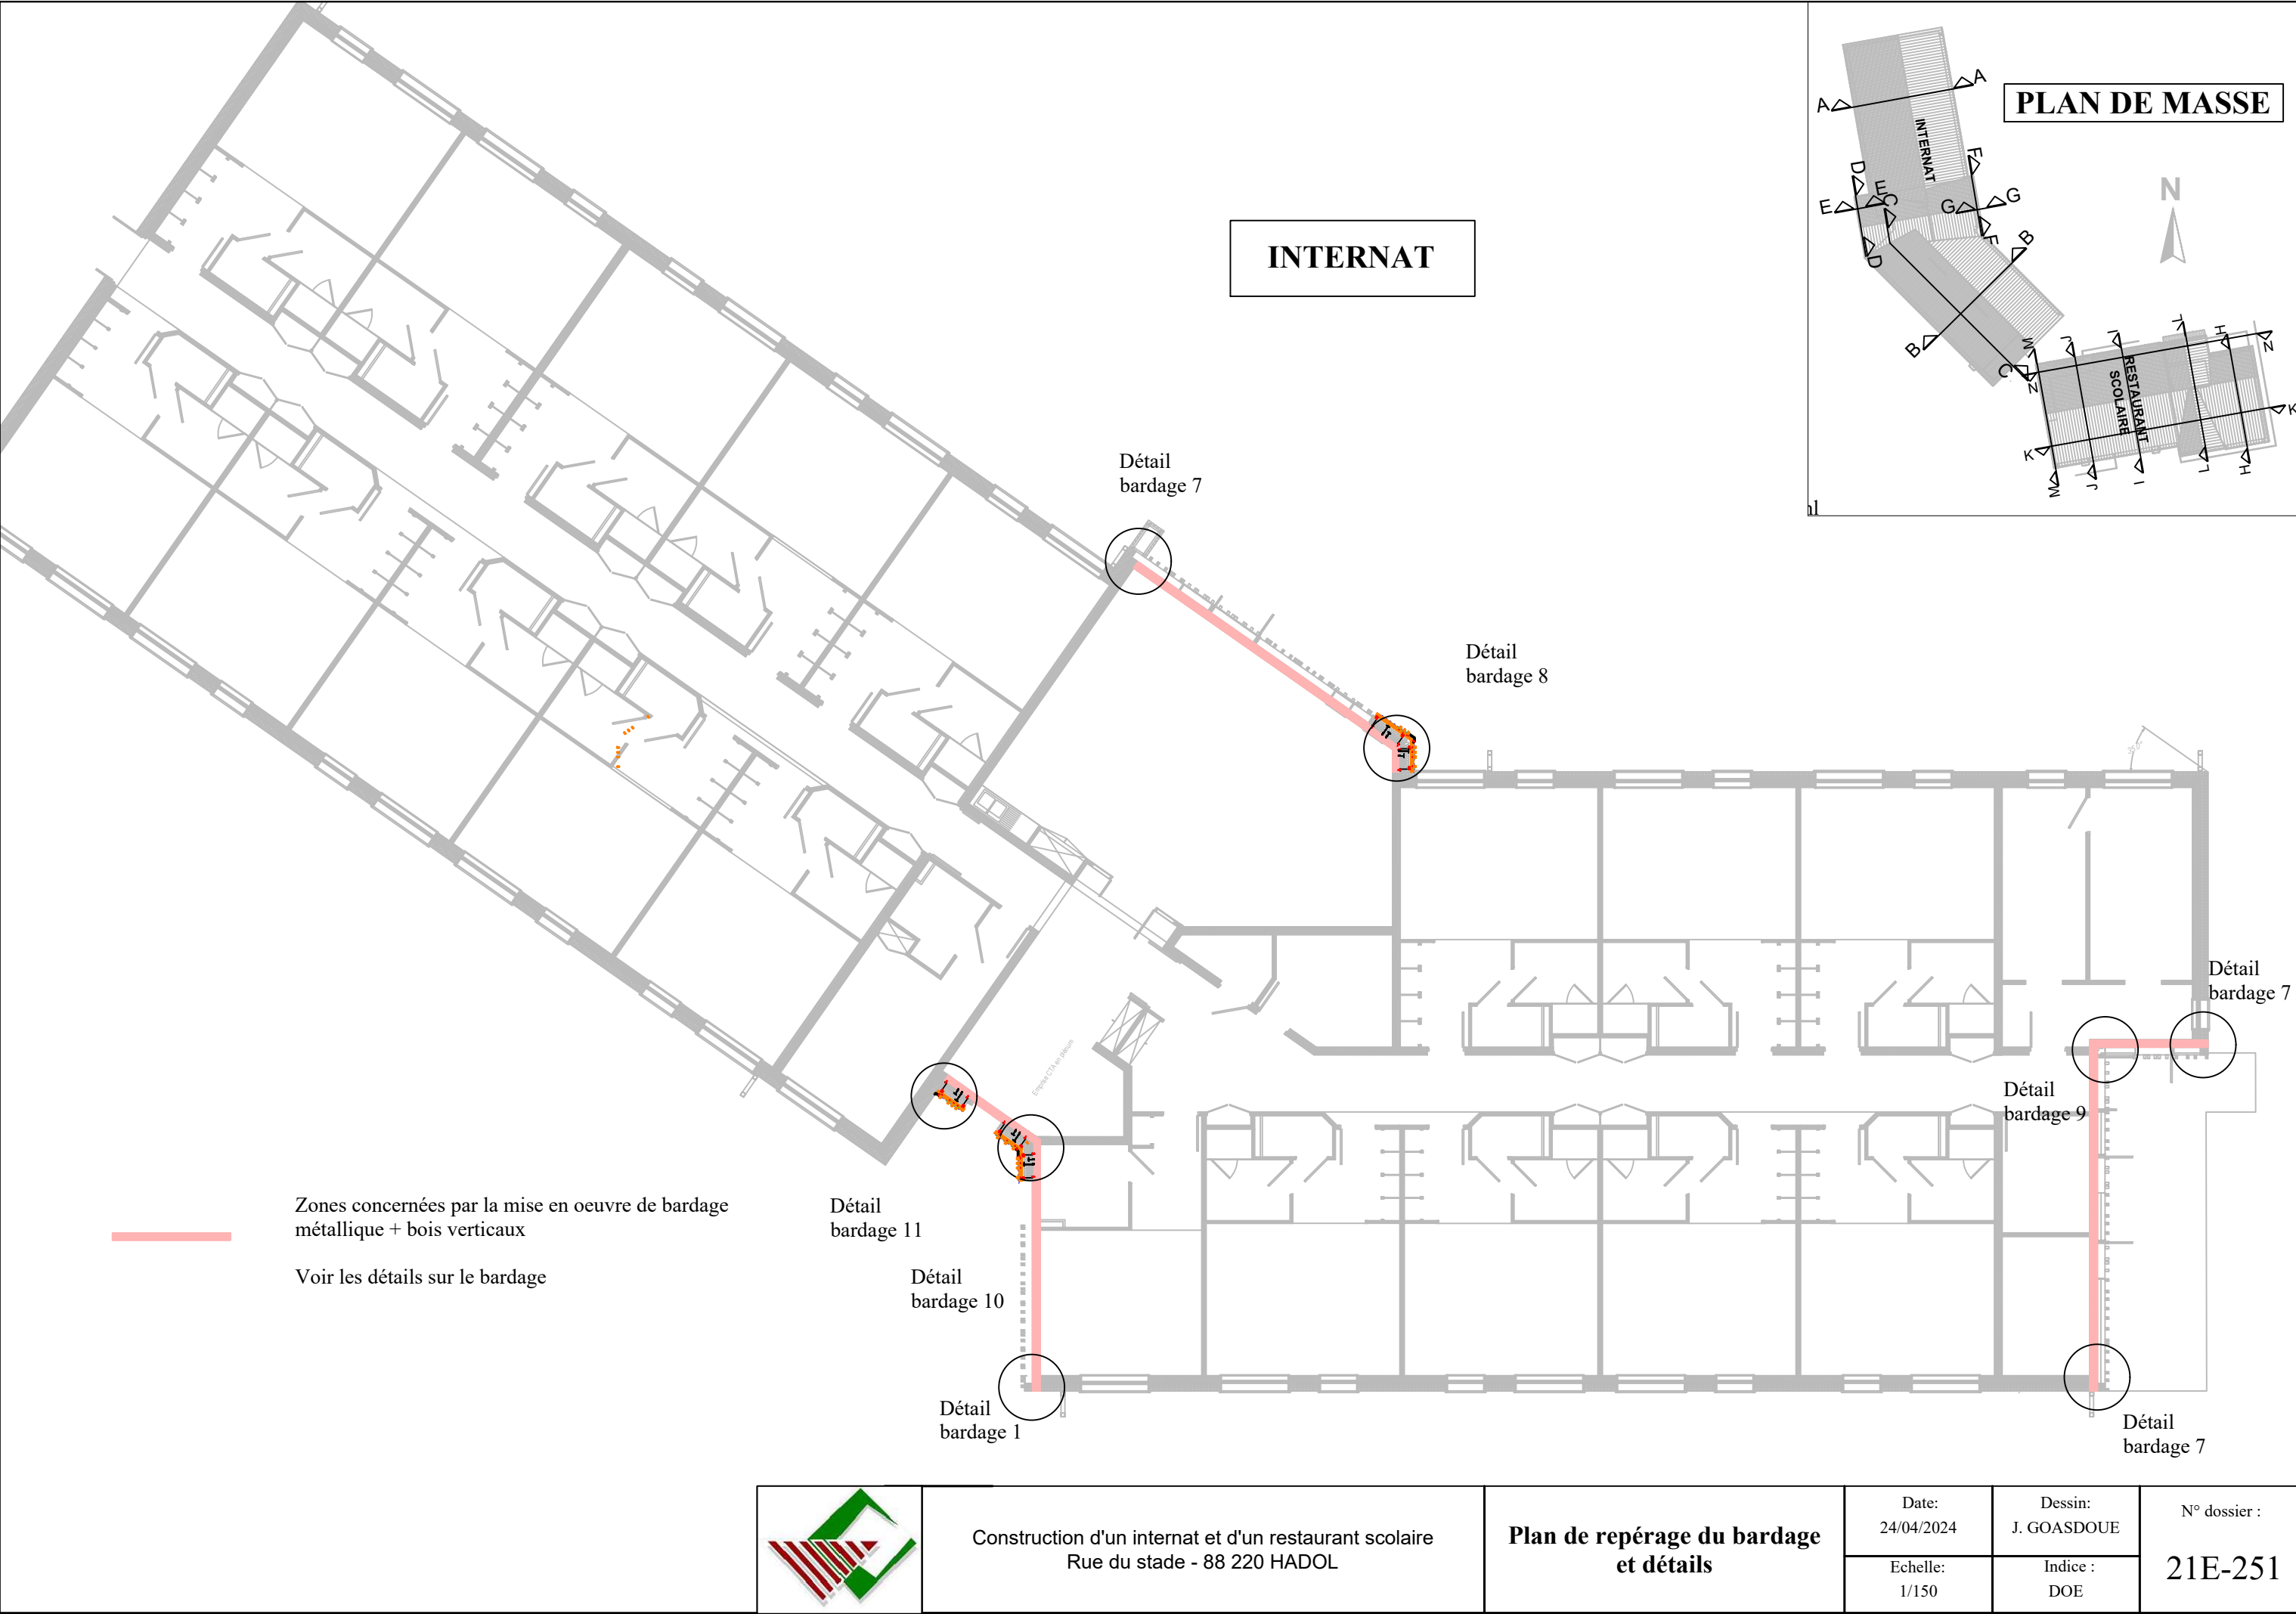 PLAN DE MASSE
N
INTERNAT
RESTAURANT
SCOLAIRE
A
A
D
E
E
C
F
G
G
F
B
D
B
C
N
M
J
I
L
H
N
K
K
M
J
I
L
H
INTERNAT
Détail
bardage 7
Détail
bardage 8
Détail
bardage 7
Détail
bardage 9
Emprise CTA en plénum
Zones concernées par la mise en oeuvre de bardage
métallique + bois verticaux
Voir les détails sur le bardage
Détail
bardage 11
Détail
bardage 10
Détail
bardage 1
Détail
bardage 7
Construction d'un internat et d'un restaurant scolaire
Rue du stade - 88 220 HADOL
Plan de repérage du bardage
et détails
Date:
24/04/2024
Dessin:
J. GOASDOUE
Echelle:
1/150
Indice :
DOE
N° dossier :
21E-251